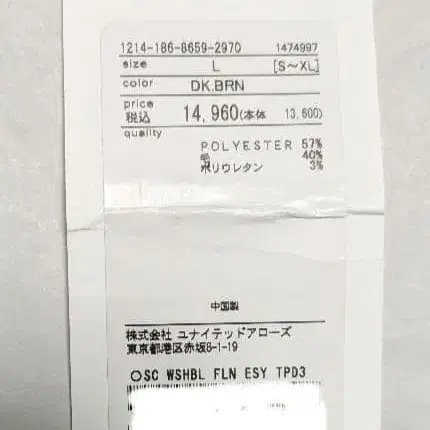 1214-186-8659-2970 1474997
size L [S～XL]
color DK.BRN
price
税込 14,960(本体 13,600)
quality
POLYESTER 57%
毛 40%
ポリウレタン 3%
中国製
株式会社 ユナイテッドアローズ
東京都港区赤坂8-1-19
○SC WSHBL FLN ESY TPD3